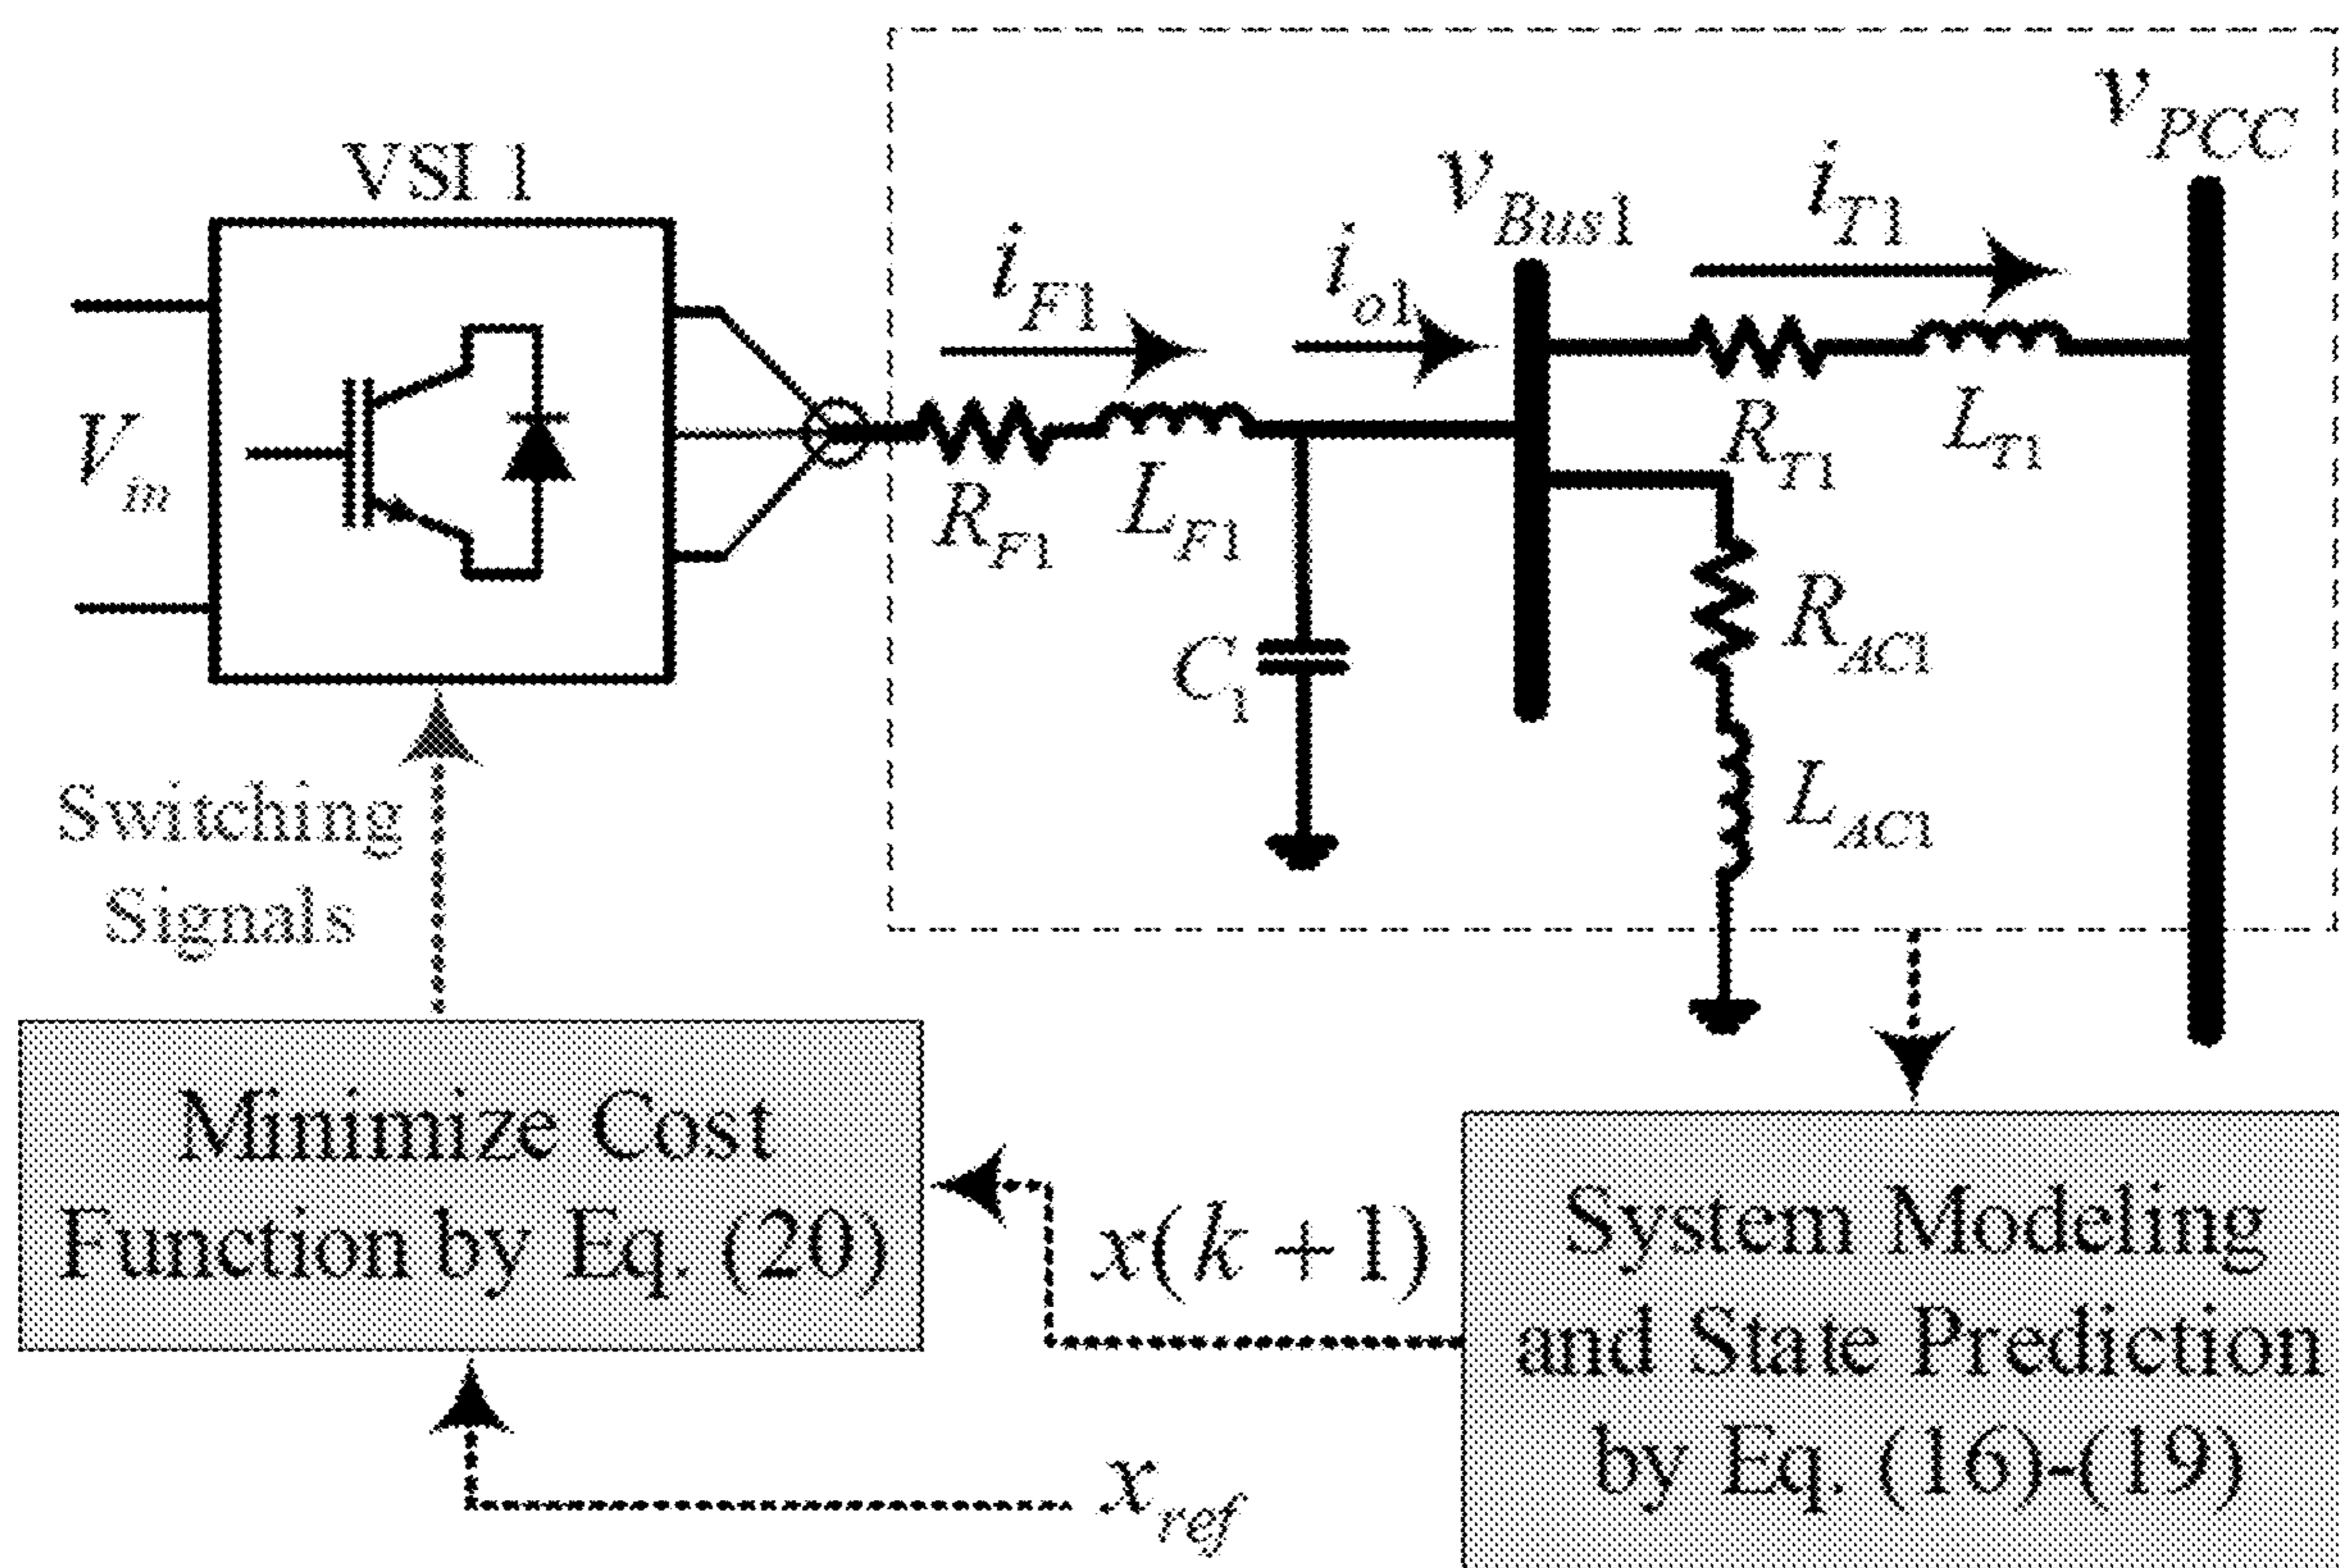 VSI 1
V_in
i_F1
i_o1
v_Bus1
i_T1
v_PCC
R_F1
L_F1
C_1
R_T1
L_T1
R_AC1
L_AC1
Switching
Signals
Minimize Cost
Function by Eq. (20)
x(k + 1)
x_ref
System Modeling
and State Prediction
by Eq. (16)-(19)